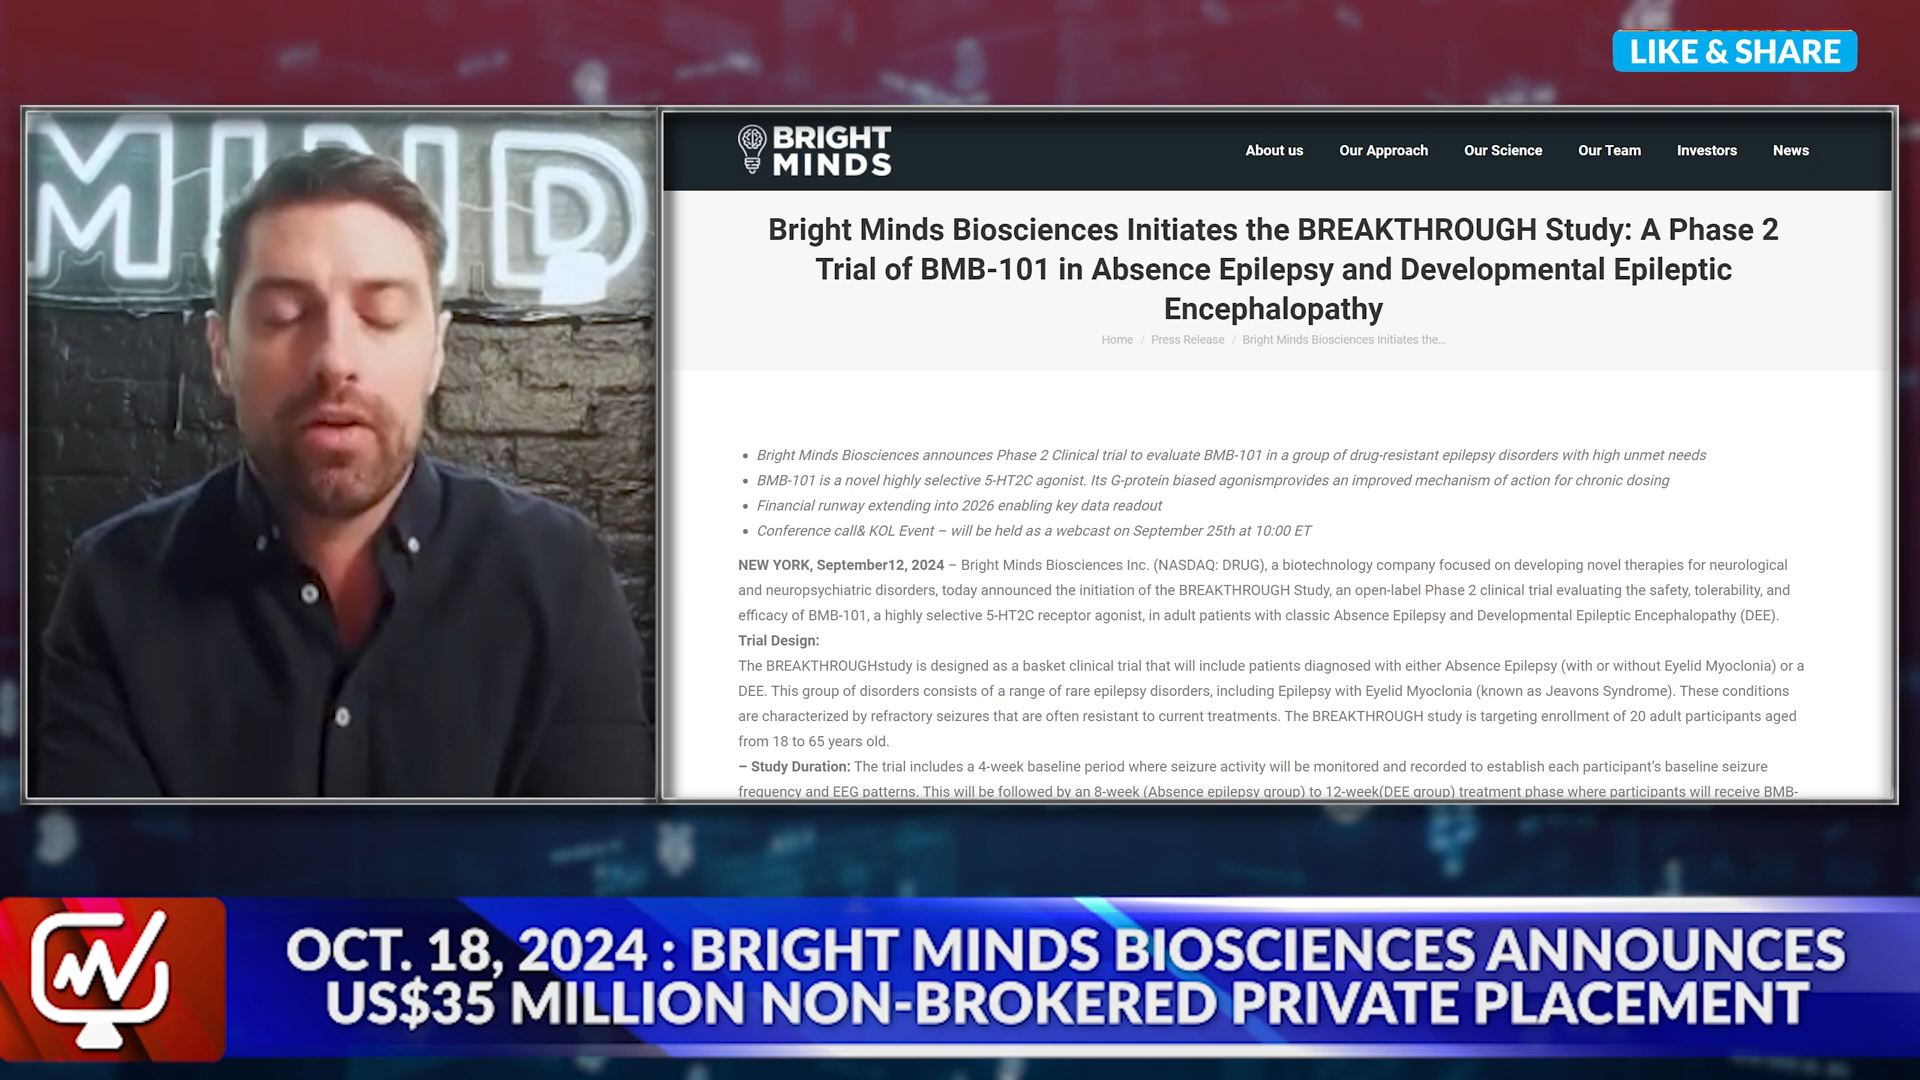 LIKE & SHARE
MIND
BRIGHT
MINDS
About us
Our Approach
Our Science
Our Team
Investors
News
Bright Minds Biosciences Initiates the BREAKTHROUGH Study: A Phase 2
Trial of BMB-101 in Absence Epilepsy and Developmental Epileptic
Encephalopathy
Home / Press Release / Bright Minds Biosciences Initiates the...
• Bright Minds Biosciences announces Phase 2 Clinical trial to evaluate BMB-101 in a group of drug-resistant epilepsy disorders with high unmet needs
• BMB-101 is a novel highly selective 5-HT2C agonist. Its G-protein biased agonismprovides an improved mechanism of action for chronic dosing
• Financial runway extending into 2026 enabling key data readout
• Conference call& KOL Event – will be held as a webcast on September 25th at 10:00 ET
NEW YORK, September12, 2024 – Bright Minds Biosciences Inc. (NASDAQ: DRUG), a biotechnology company focused on developing novel therapies for neurological
and neuropsychiatric disorders, today announced the initiation of the BREAKTHROUGH Study, an open-label Phase 2 clinical trial evaluating the safety, tolerability, and
efficacy of BMB-101, a highly selective 5-HT2C receptor agonist, in adult patients with classic Absence Epilepsy and Developmental Epileptic Encephalopathy (DEE).
Trial Design:
The BREAKTHROUGHstudy is designed as a basket clinical trial that will include patients diagnosed with either Absence Epilepsy (with or without Eyelid Myoclonia) or a
DEE. This group of disorders consists of a range of rare epilepsy disorders, including Epilepsy with Eyelid Myoclonia (known as Jeavons Syndrome). These conditions
are characterized by refractory seizures that are often resistant to current treatments. The BREAKTHROUGH study is targeting enrollment of 20 adult participants aged
from 18 to 65 years old.
– Study Duration: The trial includes a 4-week baseline period where seizure activity will be monitored and recorded to establish each participant's baseline seizure
frequency and EEG patterns. This will be followed by an 8-week (Absence epilepsy group) to 12-week(DEE group) treatment phase where participants will receive BMB-
OCT. 18, 2024 : BRIGHT MINDS BIOSCIENCES ANNOUNCES
US$35 MILLION NON-BROKERED PRIVATE PLACEMENT